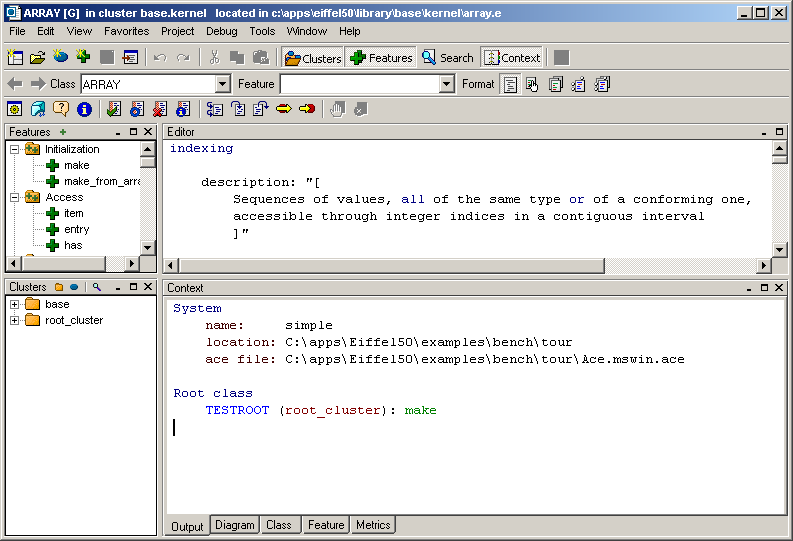 ARRAY [G]  in cluster base.kernel   located in c:\apps\eiffel50\library\base\kernel\array.e
File Edit View Favorites Project Debug Tools Window Help
Clusters Features Search Context
Class ARRAY Feature Format
Features
Initialization
make
make_from_arra
Access
item
entry
has
Editor
indexing
description: "[
Sequences of values, all of the same type or of a conforming one,
accessible through integer indices in a contiguous interval
]"
Clusters
base
root_cluster
Context
System
name: simple
location: C:\apps\Eiffel50\examples\bench\tour
ace file: C:\apps\Eiffel50\examples\bench\tour\Ace.mswin.ace
Root class
TESTROOT (root_cluster): make
Output Diagram Class Feature Metrics